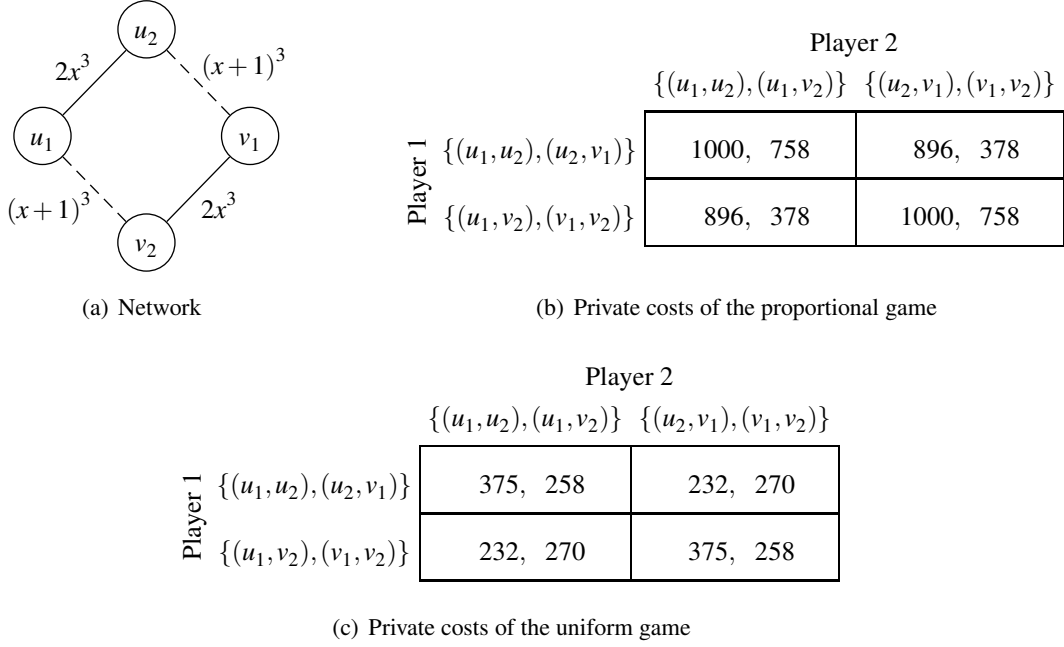 u₂
2x³ (x+1)³
u₁ v₁
(x+1)³ 2x³
v₂
(a) Network
Player 2
{(u₁,u₂),(u₁,v₂)} {(u₂,v₁),(v₁,v₂)}
Player 1
{(u₁,u₂),(u₂,v₁)} 1000, 758 896, 378
{(u₁,v₂),(v₁,v₂)} 896, 378 1000, 758
(b) Private costs of the proportional game
Player 2
{(u₁,u₂),(u₁,v₂)} {(u₂,v₁),(v₁,v₂)}
Player 1
{(u₁,u₂),(u₂,v₁)} 375, 258 232, 270
{(u₁,v₂),(v₁,v₂)} 232, 270 375, 258
(c) Private costs of the uniform game